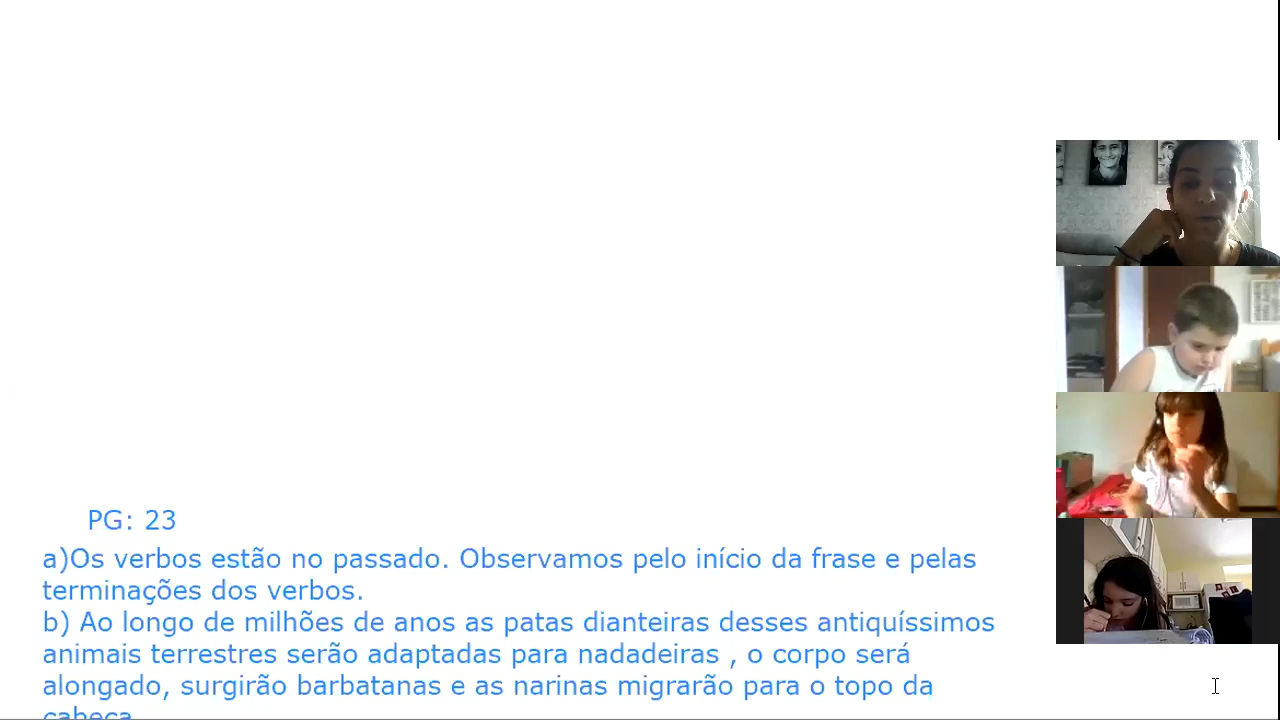 PG: 23
a)Os verbos estão no passado. Observamos pelo início da frase e pelas
terminações dos verbos.
b) Ao longo de milhões de anos as patas dianteiras desses antiquíssimos
animais terrestres serão adaptadas para nadadeiras , o corpo será
alongado, surgirão barbatanas e as narinas migrarão para o topo da
cabeça